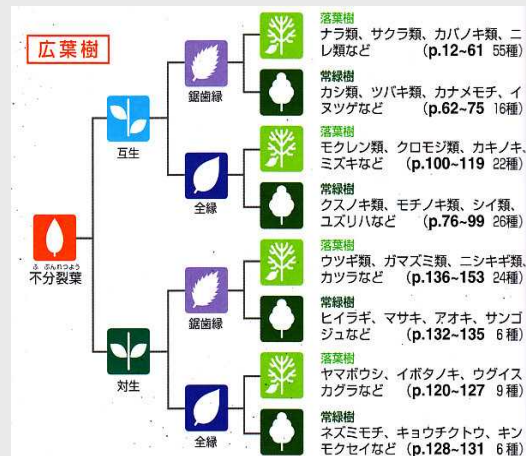 広葉樹
落葉樹
ナラ類、サクラ類、カバノキ類、ニ
レ類など (p.12~61 55種)
鋸歯縁
常緑樹
カシ類、ツバキ類、カナメモチ、イ
ヌツゲなど (p.62~75 16種)
互生
落葉樹
モクレン類、クロモジ類、カキノキ、
ミズキなど (p.100~119 22種)
全縁
常緑樹
クスノキ類、モチノキ類、シイ類、
ユズリハなど (p.76~99 26種)
ふぶんれつよう
不分裂葉
落葉樹
ウツギ類、ガマズミ類、ニシキギ類、
カツラなど (p.136~153 24種)
鋸歯縁
常緑樹
ヒイラギ、マサキ、アオキ、サンゴ
ジュなど (p.132~135 6種)
対生
落葉樹
ヤマボウシ、イボタノキ、ウグイス
カグラなど (p.120~127 9種)
全縁
常緑樹
ネズミモチ、キョウチクトウ、キン
モクセイなど (p.128~131 6種)